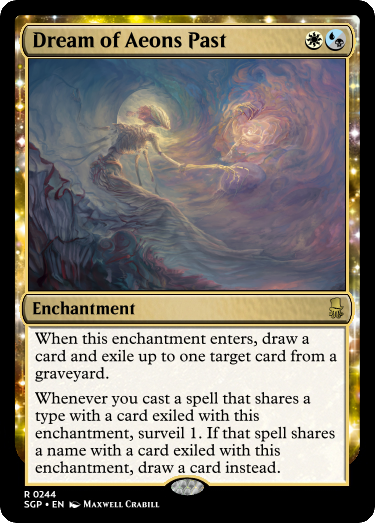 Dream of Aeons Past
Enchantment
When this enchantment enters, draw a
card and exile up to one target card from a
graveyard.
Whenever you cast a spell that shares a
type with a card exiled with this
enchantment, surveil 1. If that spell shares
a name with a card exiled with this
enchantment, draw a card instead.
R 0244
SGP • EN Maxwell Crabill